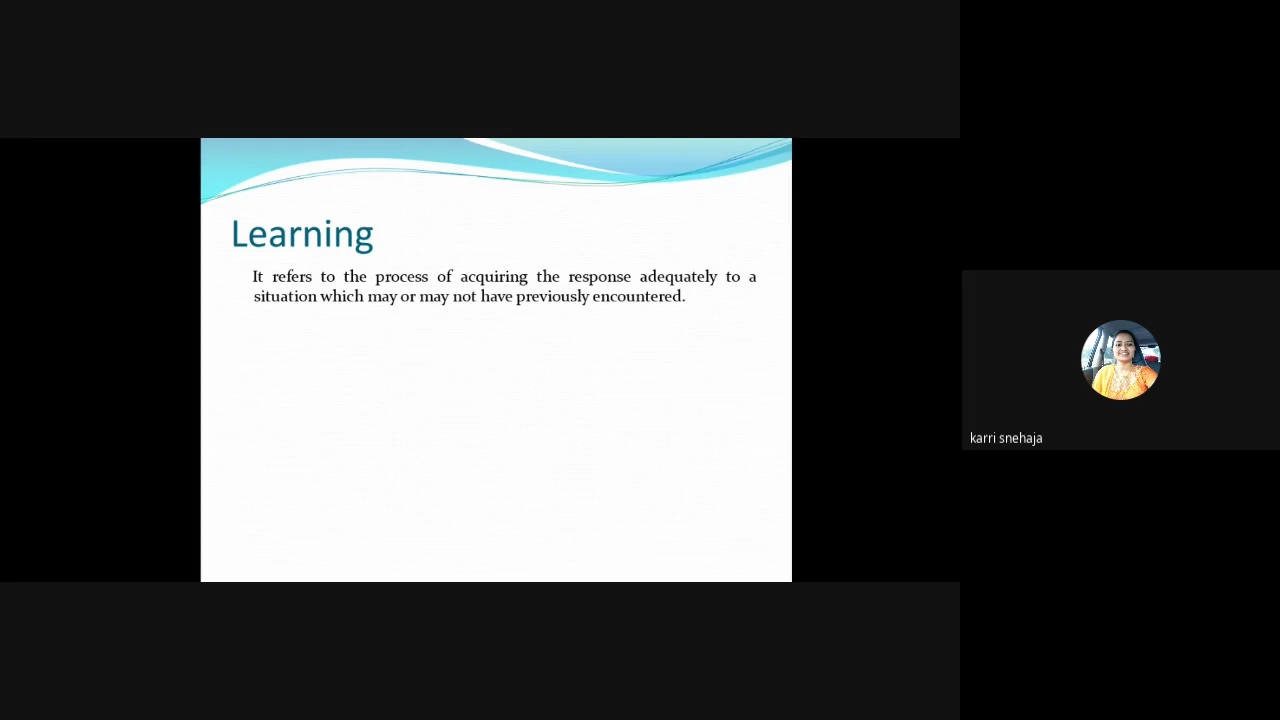 Learning
It refers to the process of acquiring the response adequately to a
situation which may or may not have previously encountered.
karri snehaja